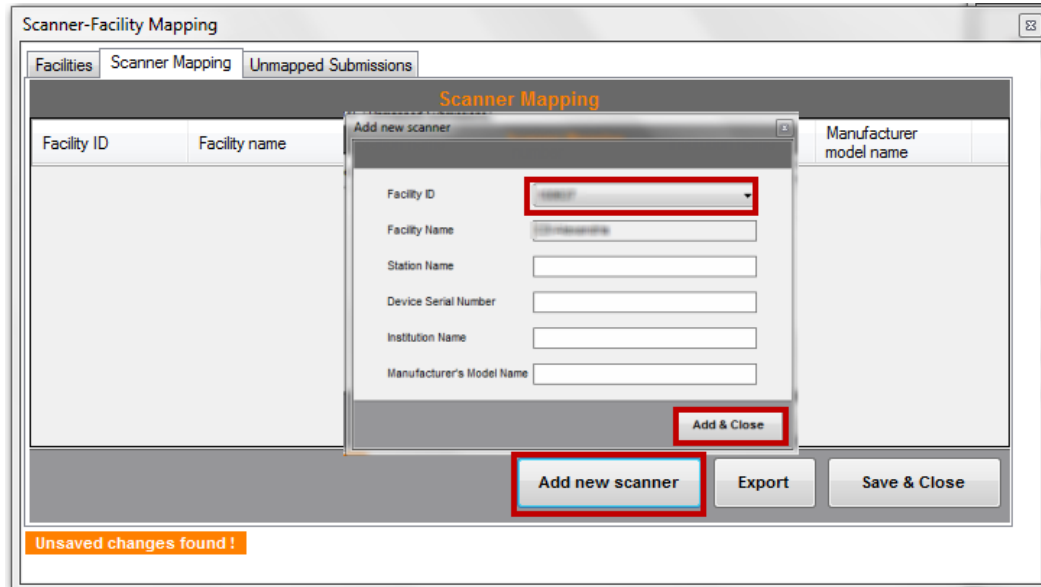 Scanner-Facility Mapping
Facilities
Scanner Mapping
Unmapped Submissions
Scanner Mapping
Facility ID
Facility name
Manufacturer
model name
Add new scanner
Facility ID
Facility Name
Station Name
Device Serial Number
Institution Name
Manufacturer's Model Name
Add & Close
Add new scanner
Export
Save & Close
Unsaved changes found !